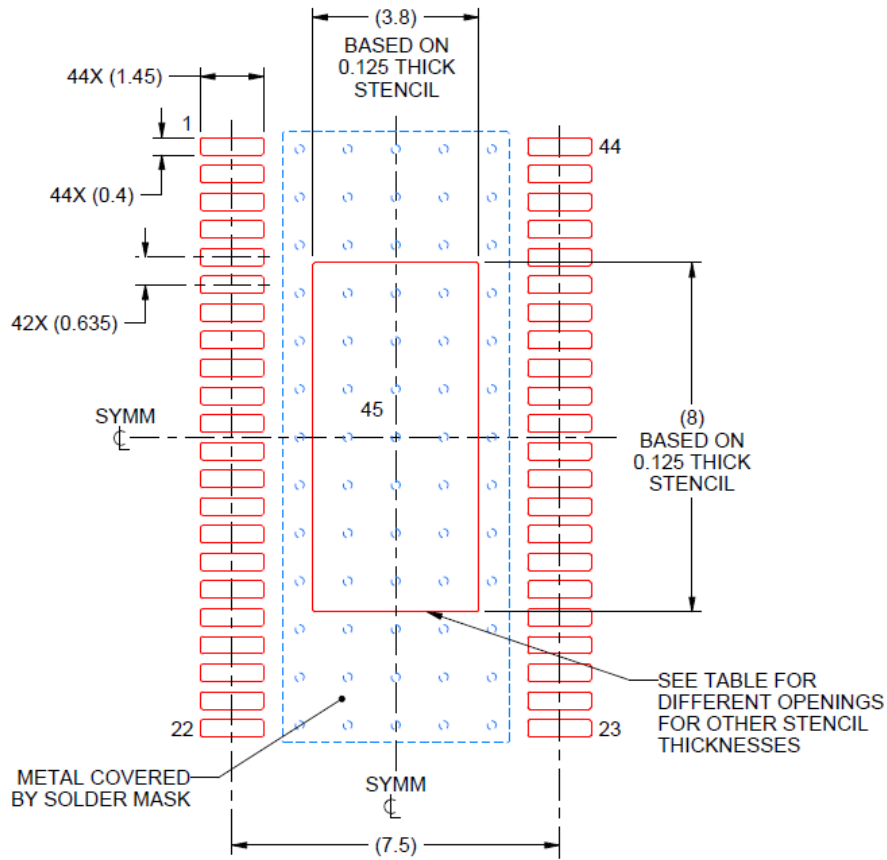 (3.8)
BASED ON
0.125 THICK
STENCIL
44X (1.45)
1
44
44X (0.4)
42X (0.635)
45
SYMM
(8)
BASED ON
0.125 THICK
STENCIL
22
23
SEE TABLE FOR
DIFFERENT OPENINGS
FOR OTHER STENCIL
THICKNESSES
METAL COVERED
BY SOLDER MASK
SYMM
(7.5)